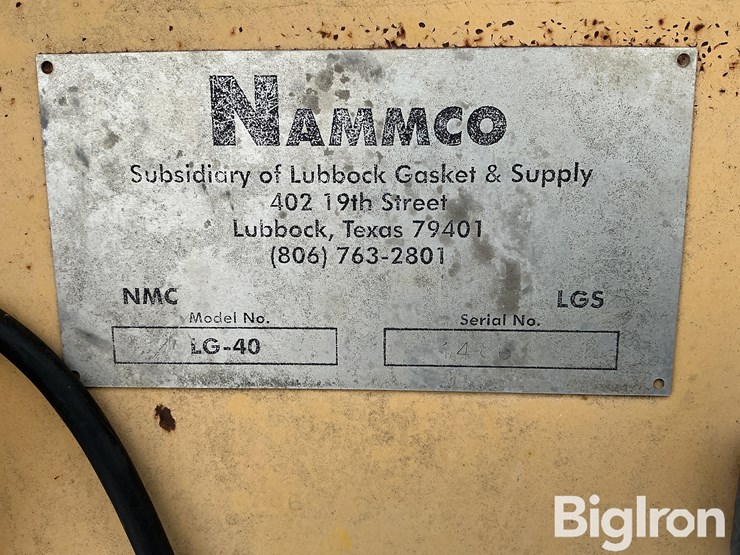 NAMMCO
Subsidiary of Lubbock Gasket & Supply
402 19th Street
Lubbock, Texas 79401
(806) 763-2801
NMC LGS
Model No. Serial No.
LG-40
BigIron